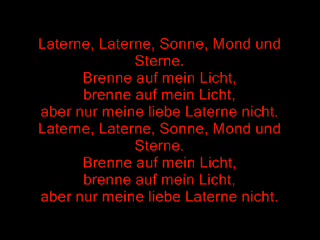 Laterne, Laterne, Sonne, Mond und
Sterne.
Brenne auf mein Licht,
brenne auf mein Licht,
aber nur meine liebe Laterne nicht.
Laterne, Laterne, Sonne, Mond und
Sterne.
Brenne auf mein Licht,
brenne auf mein Licht,
aber nur meine liebe Laterne nicht.